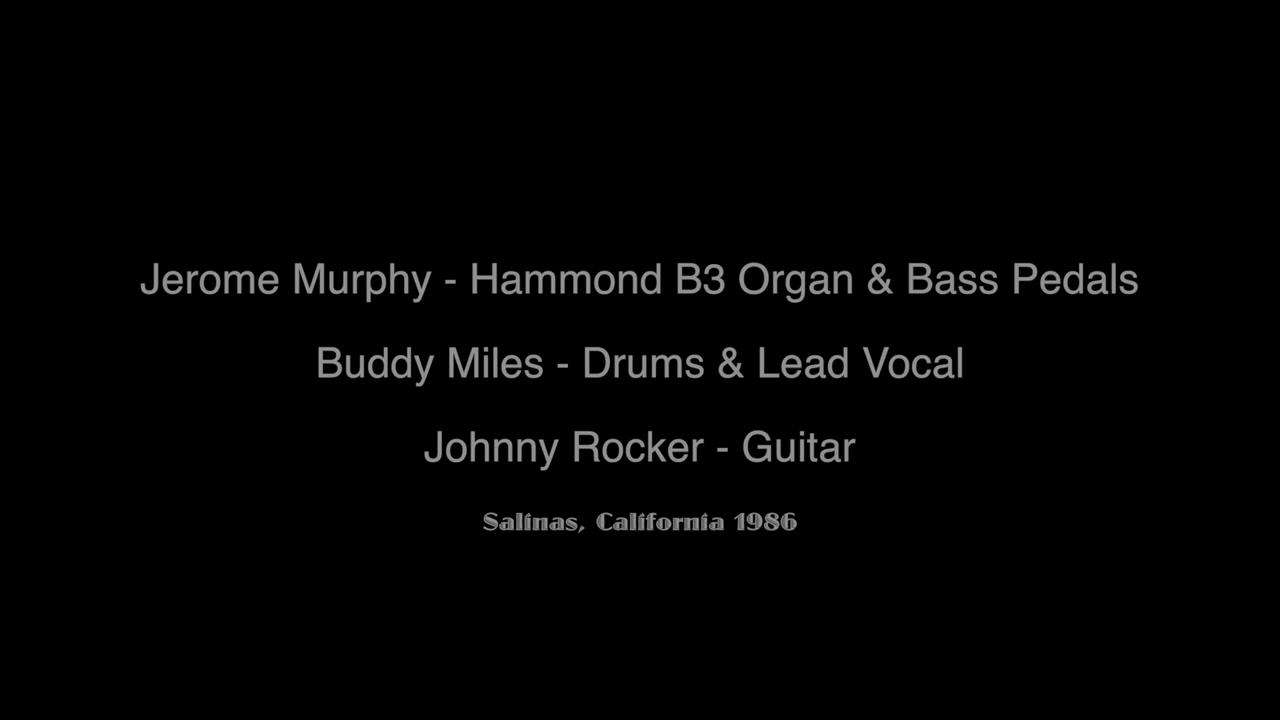 Jerome Murphy - Hammond B3 Organ & Bass Pedals
Buddy Miles - Drums & Lead Vocal
Johnny Rocker - Guitar
Salinas, California 1986